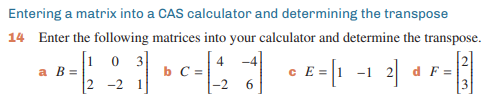 Entering a matrix into a CAS calculator and determining the transpose
14 Enter the following matrices into your calculator and determine the transpose.
a B = [1 0 3; 2 −2 1] b C = [4 −4; −2 6] c E = [1 −1 2] d F = [2; 3]